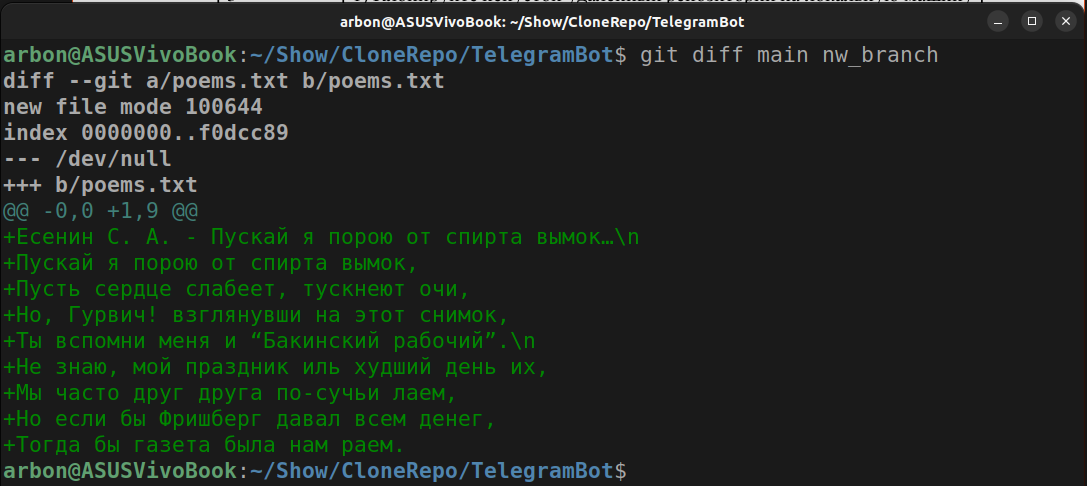 arbon@ASUSVivoBook: ~/Show/CloneRepo/TelegramBot
arbon@ASUSVivoBook:~/Show/CloneRepo/TelegramBot$ git diff main nw_branch
diff --git a/poems.txt b/poems.txt
new file mode 100644
index 0000000..f0dcc89
--- /dev/null
+++ b/poems.txt
@@ -0,0 +1,9 @@
+Есенин С. А. - Пускай я порою от спирта вымок…\n
+Пускай я порою от спирта вымок,
+Пусть сердце слабеет, тускнеют очи,
+Но, Гурвич! взглянувши на этот снимок,
+Ты вспомни меня и “Бакинский рабочий”.\n
+Не знаю, мой праздник иль худший день их,
+Мы часто друг друга по-сучьи лаем,
+Но если бы Фришберг давал всем денег,
+Тогда бы газета была нам раем.
arbon@ASUSVivoBook:~/Show/CloneRepo/TelegramBot$